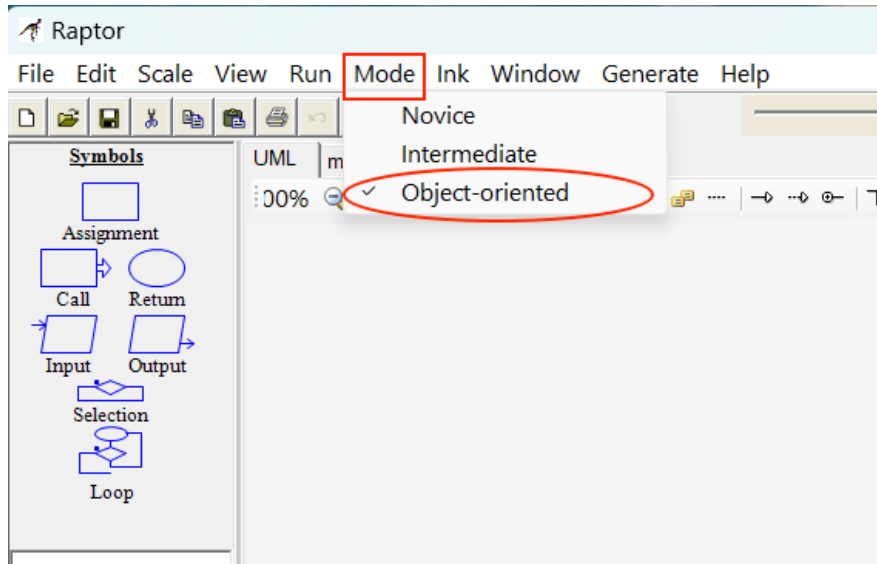 Raptor
File Edit Scale View Run Mode Ink Window Generate Help
Novice
Intermediate
Object-oriented
Symbols
Assignment
Call Return
Input Output
Selection
Loop
UML m
00%